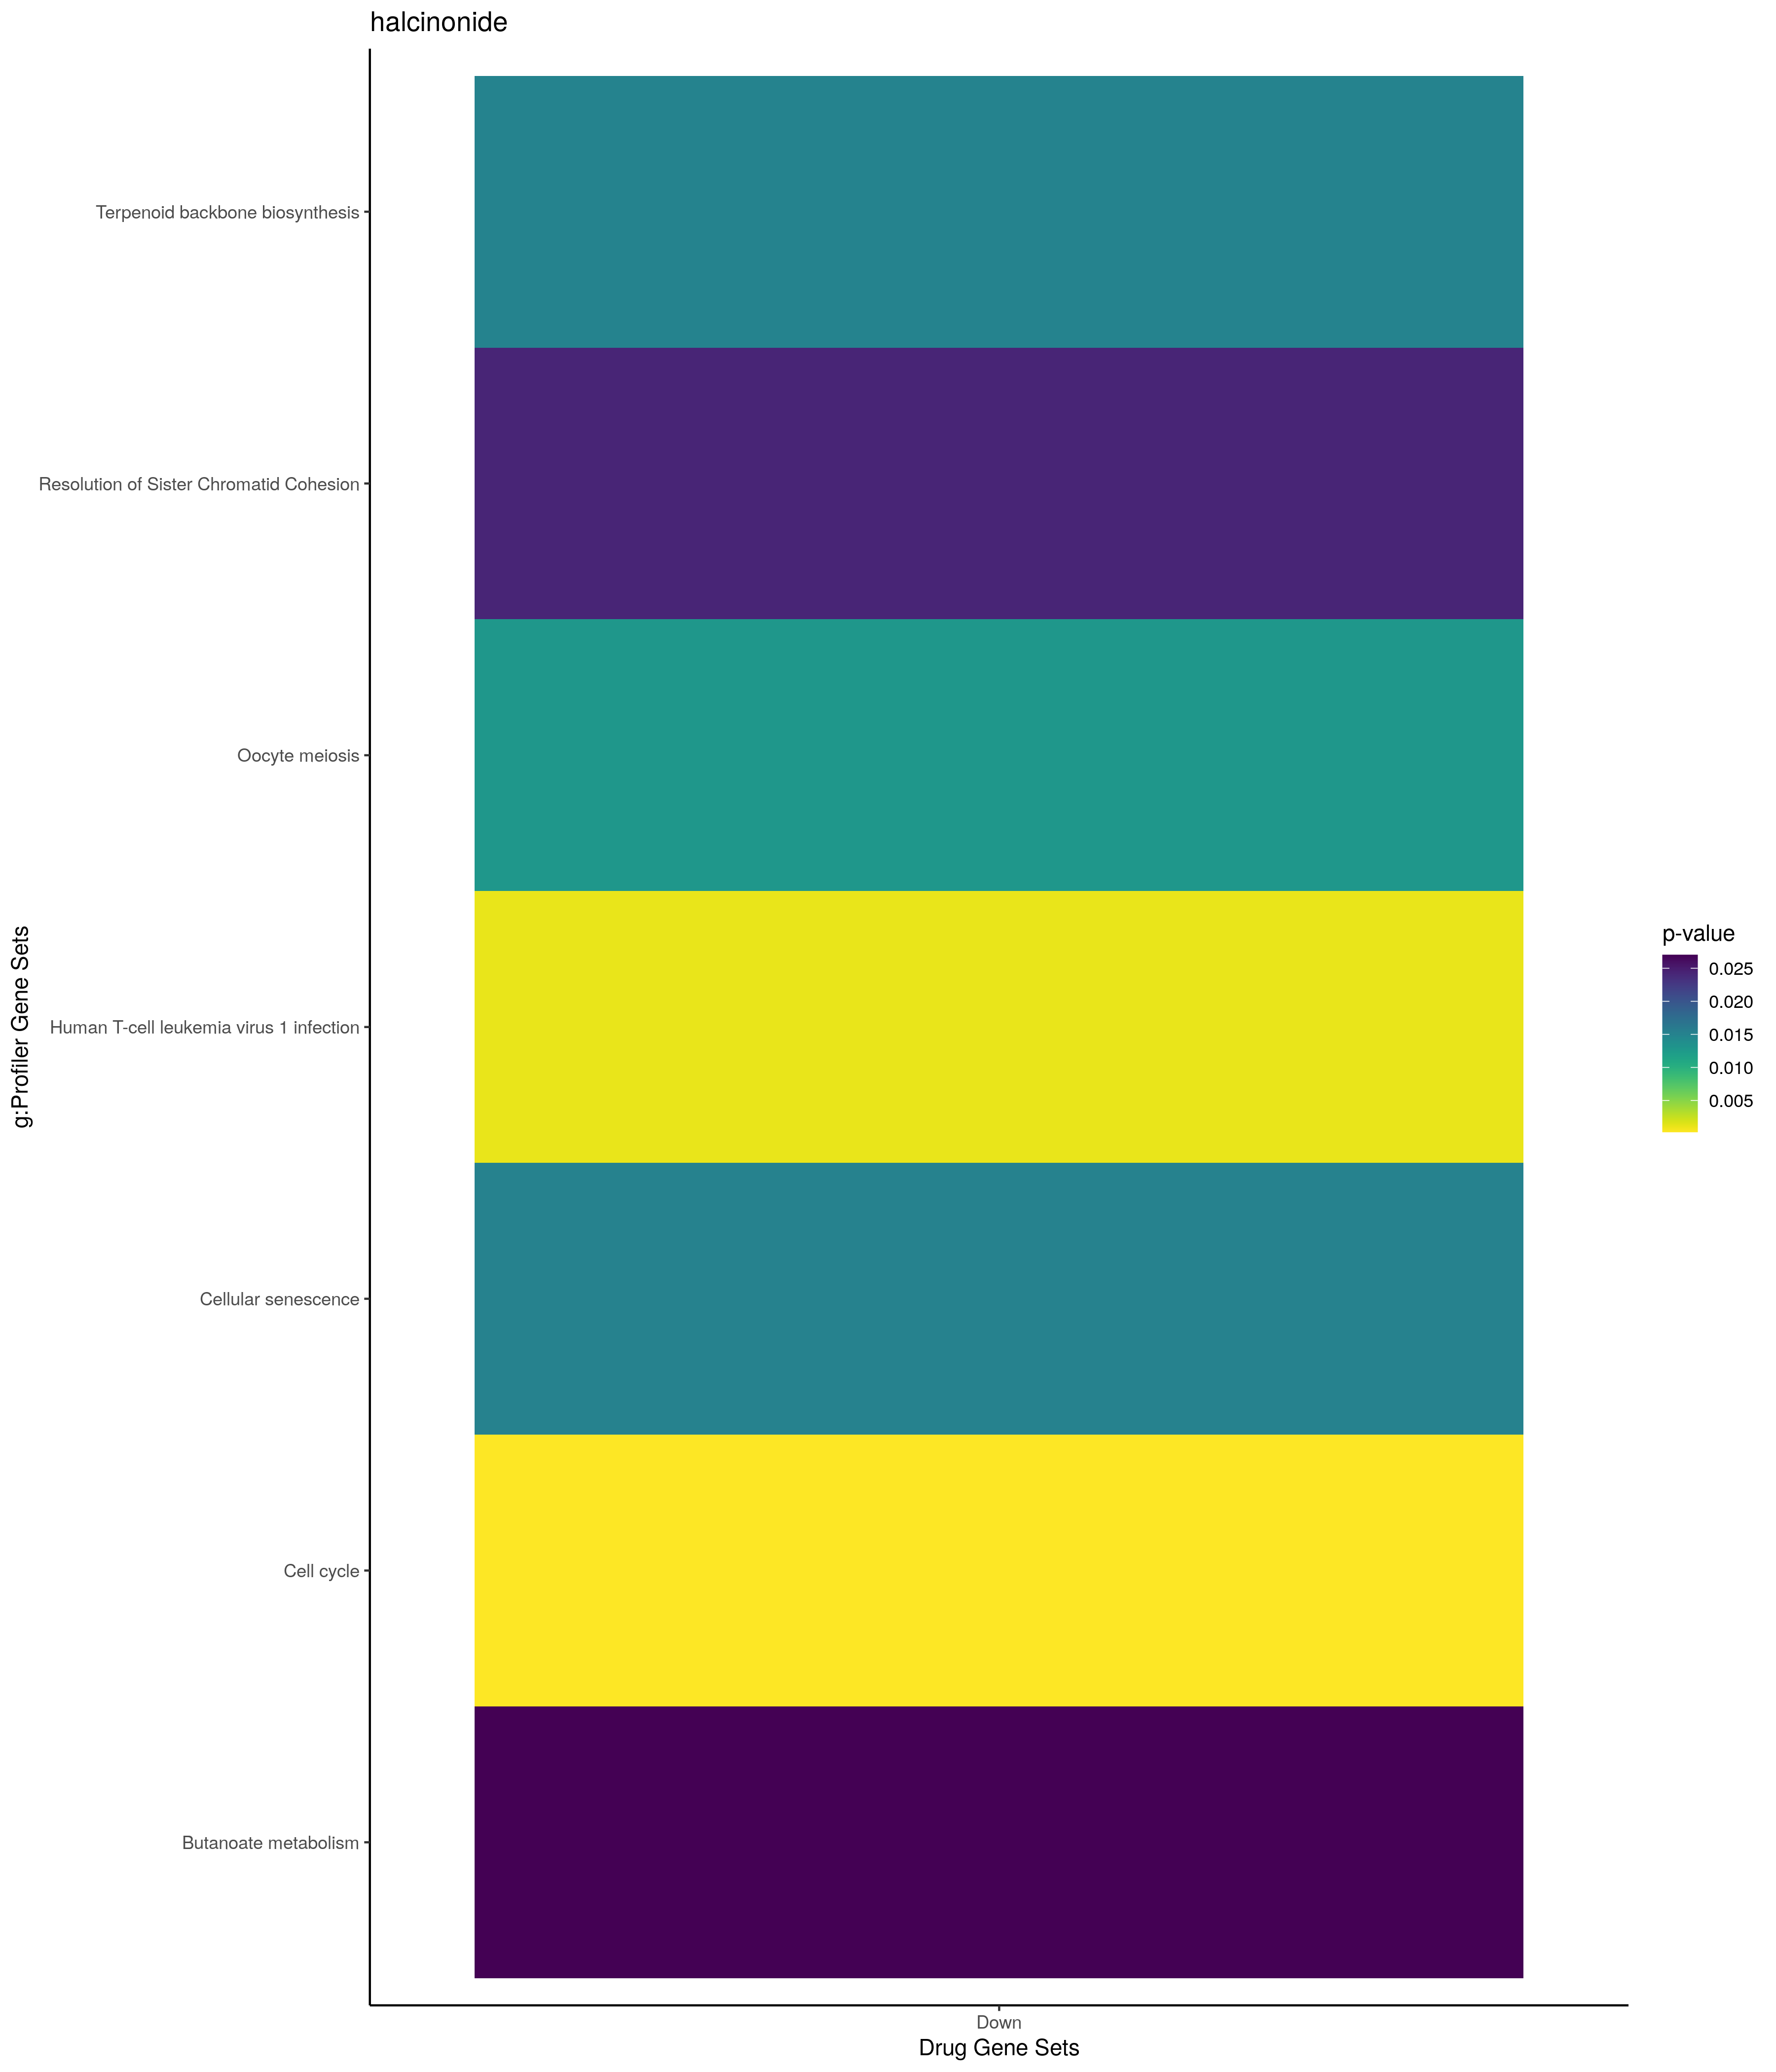 halcinonide
g:Profiler Gene Sets
Terpenoid backbone biosynthesis
Resolution of Sister Chromatid Cohesion
Oocyte meiosis
Human T-cell leukemia virus 1 infection
Cellular senescence
Cell cycle
Butanoate metabolism
Down
Drug Gene Sets
p-value
0.025
0.020
0.015
0.010
0.005